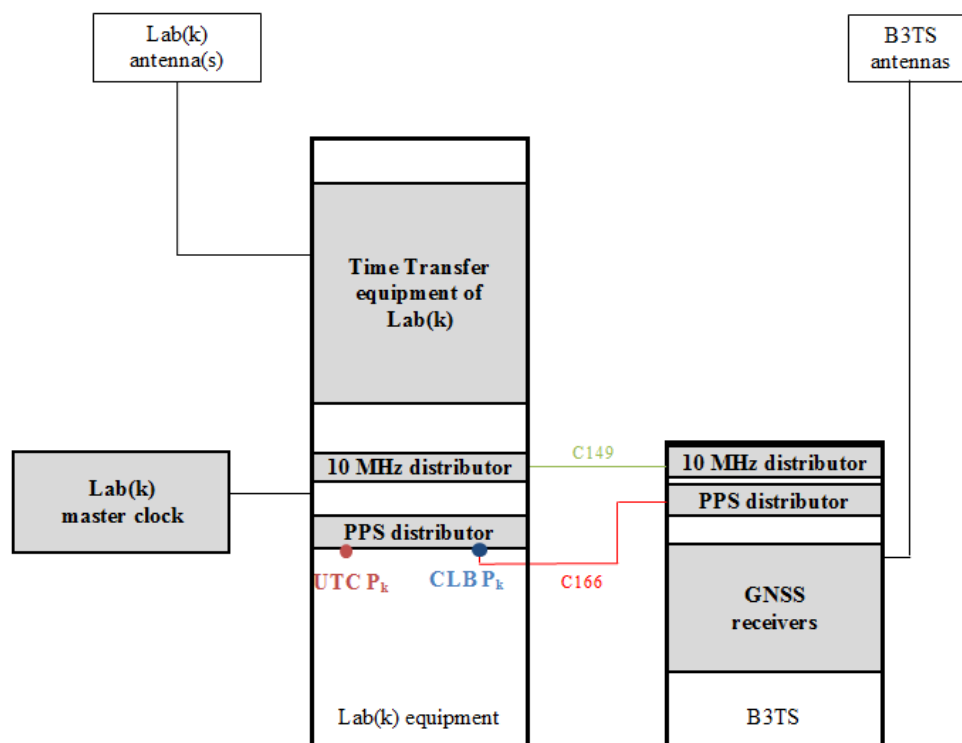 Lab(k)
antenna(s)
B3TS
antennas
Time Transfer
equipment of
Lab(k)
C149
10 MHz distributor
10 MHz distributor
Lab(k)
master clock
PPS distributor
PPS distributor
UTC Pk
CLB Pk
C166
GNSS
receivers
Lab(k) equipment
B3TS